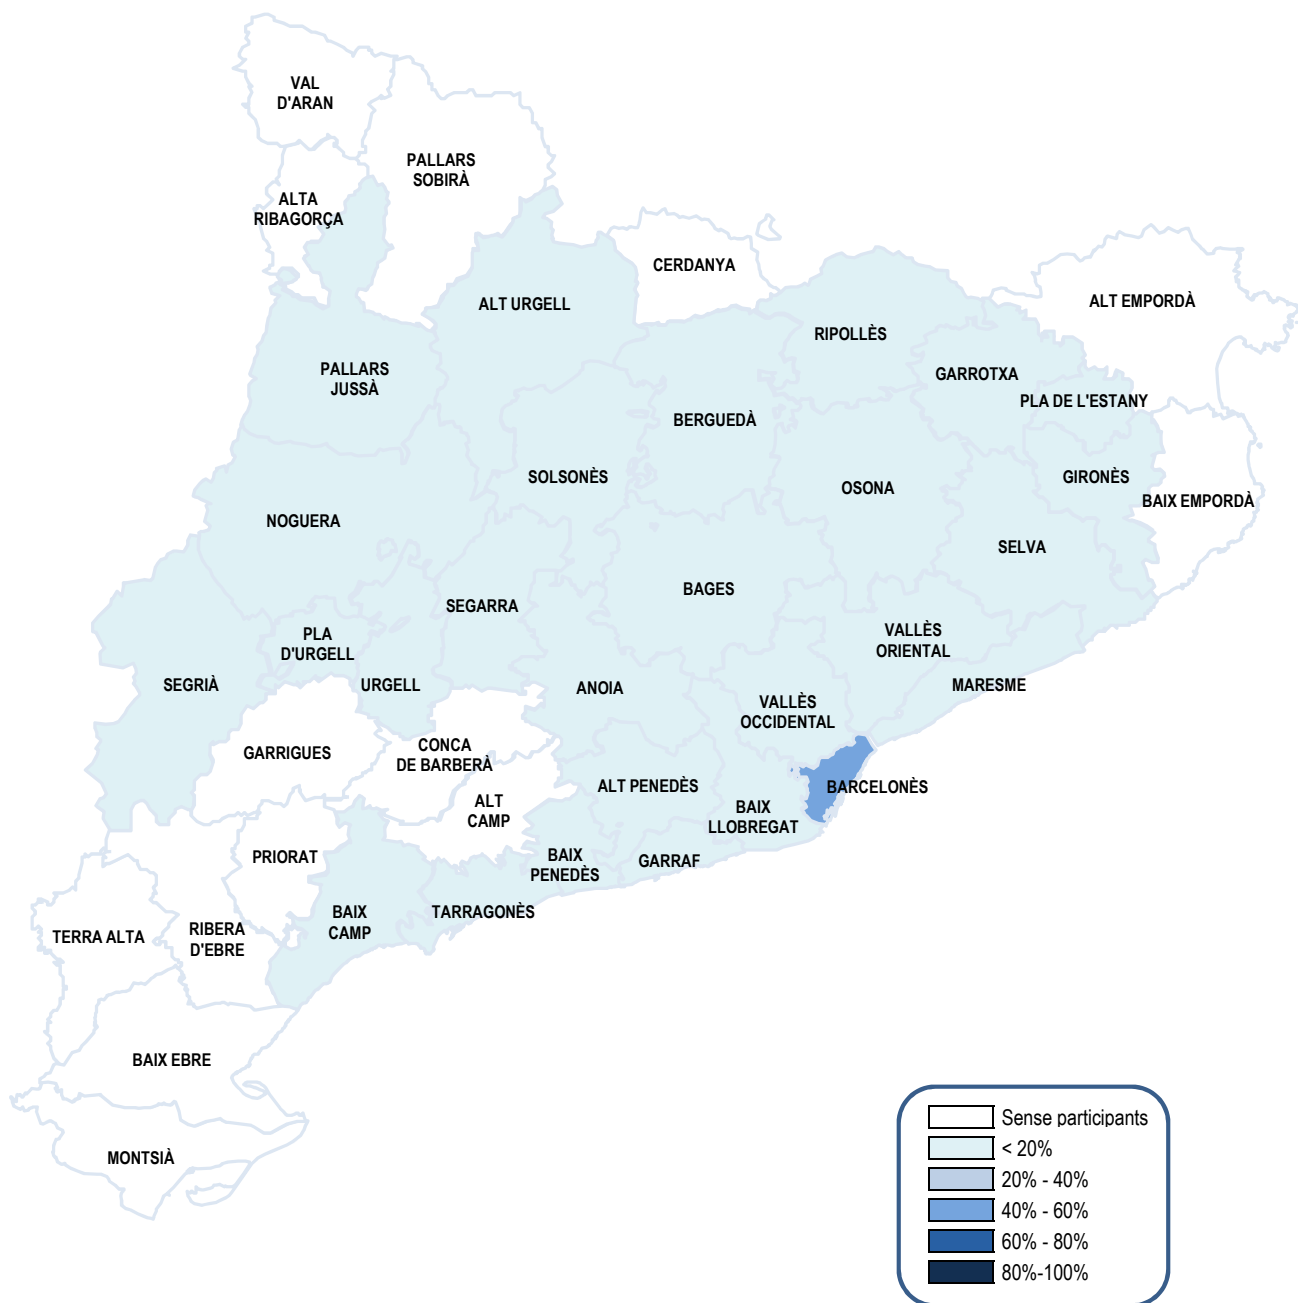 VAL
D'ARAN
PALLARS
SOBIRÀ
ALTA
RIBAGORÇA
CERDANYA
ALT EMPORDÀ
ALT URGELL
RIPOLLÈS
PALLARS
JUSSÀ
GARROTXA
PLA DE L'ESTANY
BERGUEDÀ
SOLSONÈS
OSONA
GIRONÈS
BAIX EMPORDÀ
NOGUERA
SELVA
BAGES
SEGARRA
PLA
D'URGELL
VALLÈS
ORIENTAL
SEGRIÀ
URGELL
ANOIA
MARESME
VALLÈS
OCCIDENTAL
GARRIGUES
CONCA
DE BARBERÀ
ALT PENEDÈS
BARCELONÈS
ALT
CAMP
BAIX
LLOBREGAT
PRIORAT
BAIX
PENEDÈS
GARRAF
BAIX
CAMP
TARRAGONÈS
TERRA ALTA
RIBERA
D'EBRE
BAIX EBRE
MONTSIÀ
Sense participants
< 20%
20% - 40%
40% - 60%
60% - 80%
80%-100%